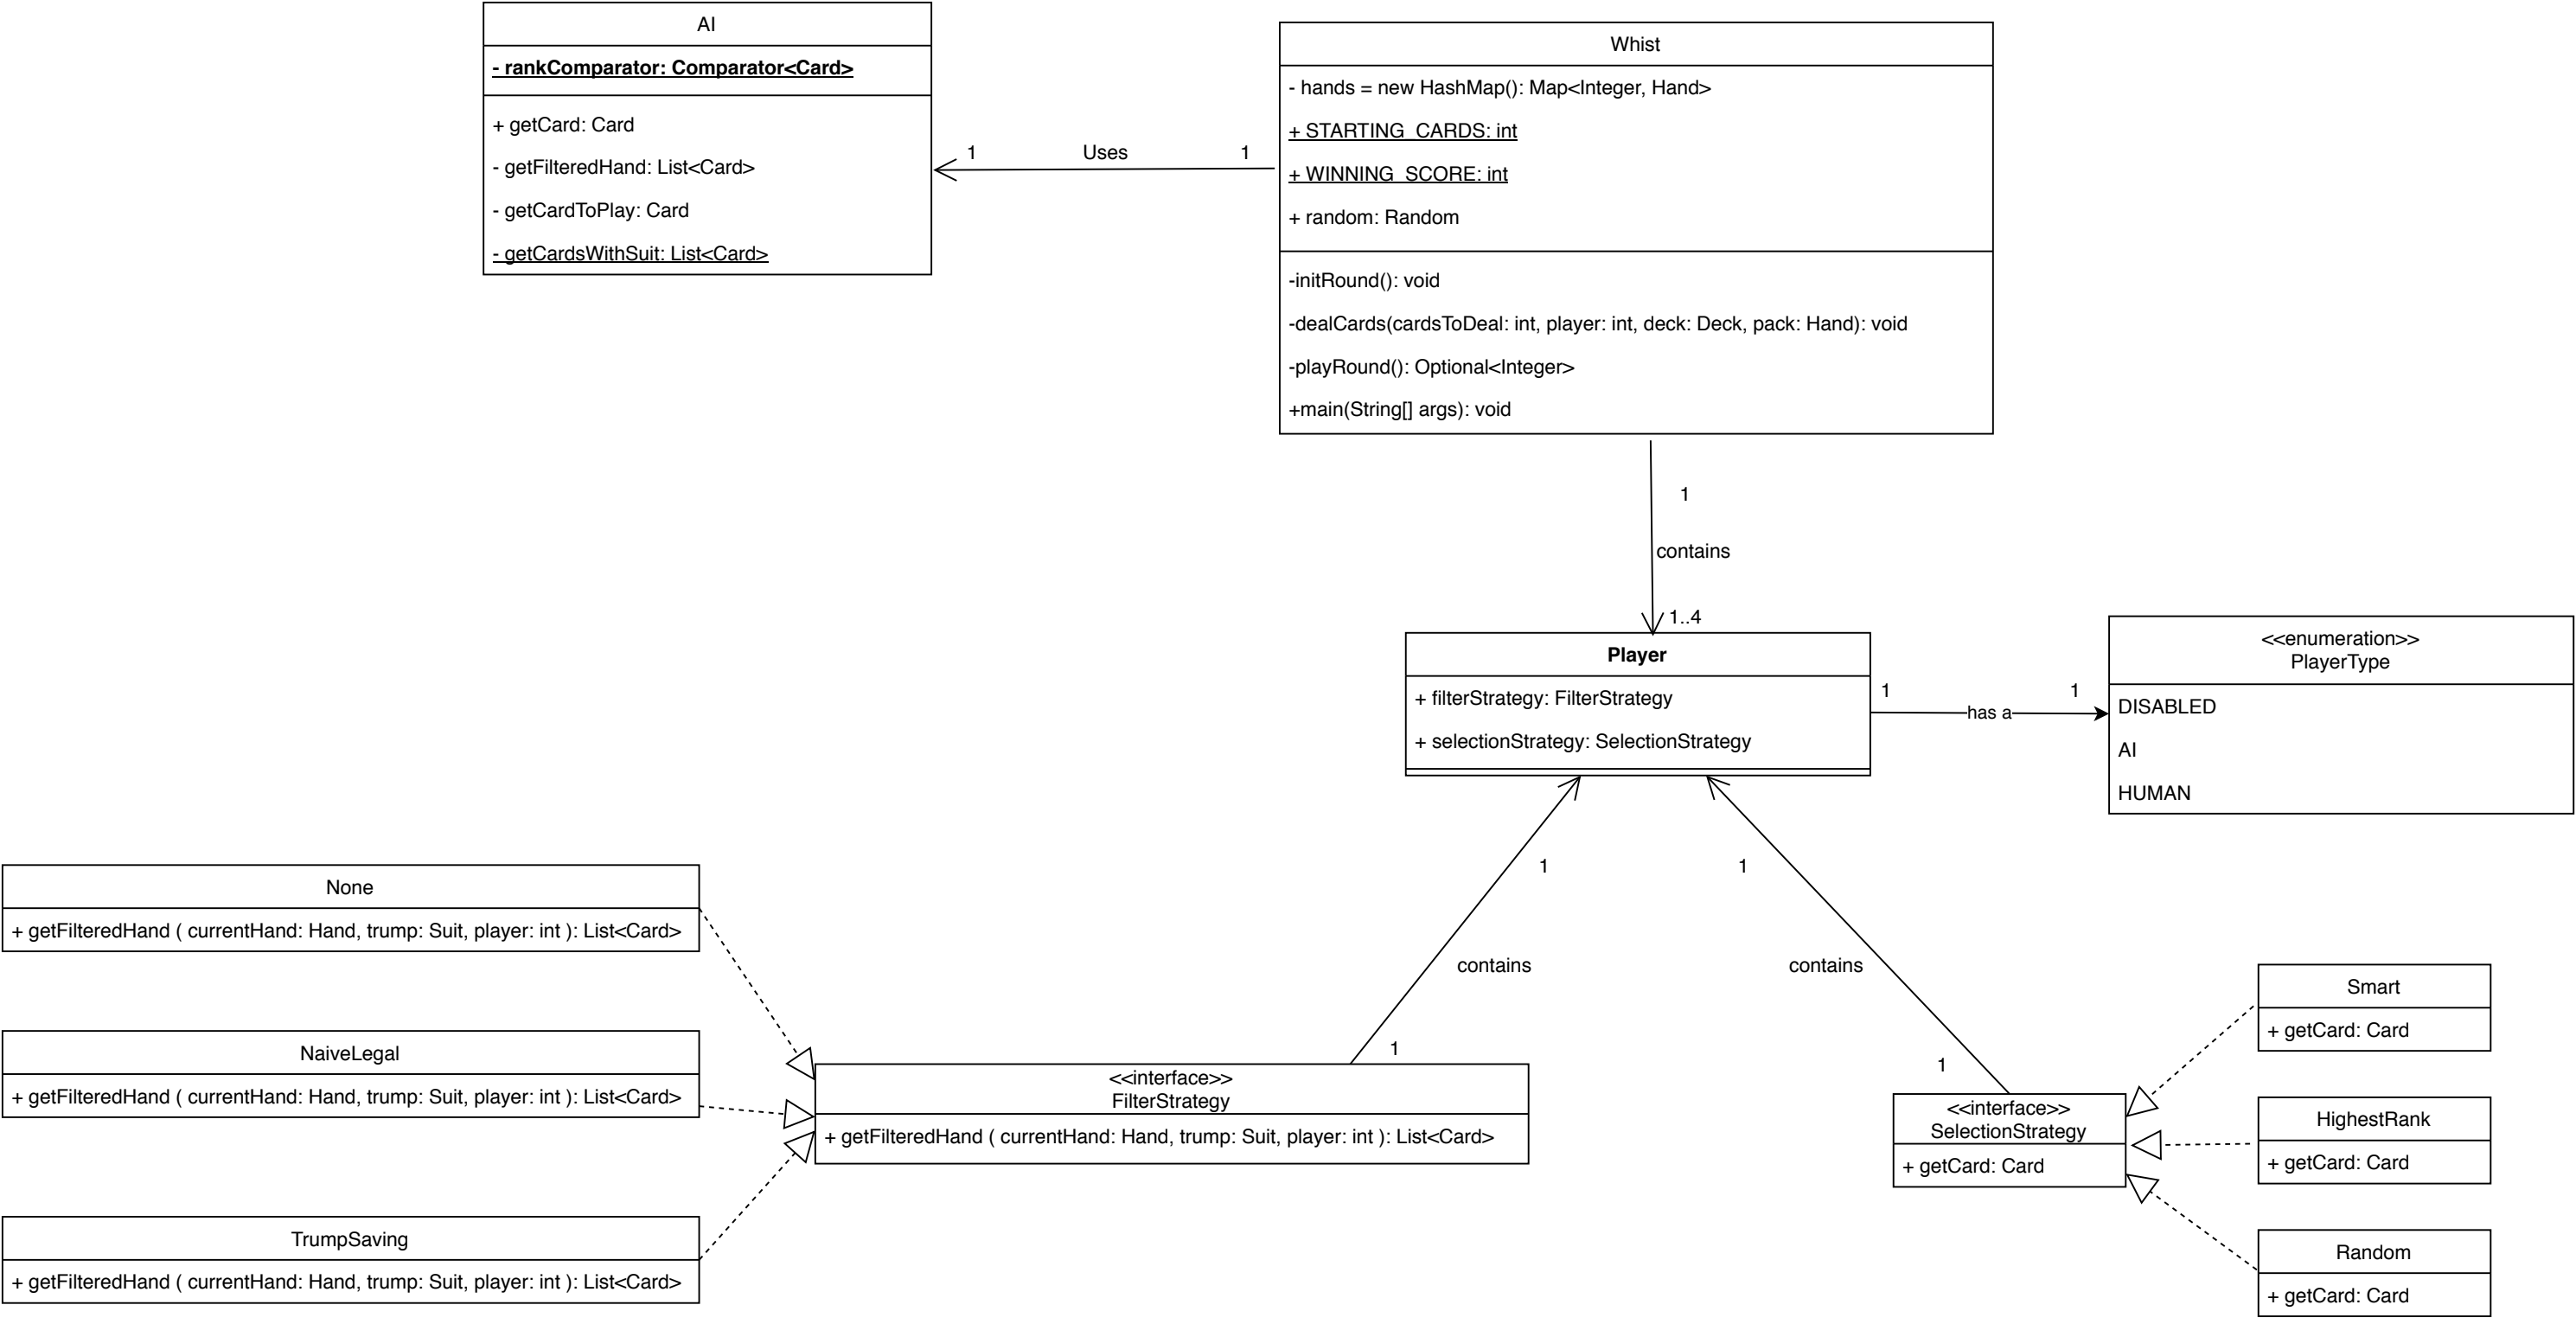 AI
- rankComparator: Comparator<Card>
+ getCard: Card
- getFilteredHand: List<Card>
- getCardToPlay: Card
- getCardsWithSuit: List<Card>
1
Uses
1
Whist
- hands = new HashMap(): Map<Integer, Hand>
+ STARTING_CARDS: int
+ WINNING_SCORE: int
+ random: Random
-initRound(): void
-dealCards(cardsToDeal: int, player: int, deck: Deck, pack: Hand): void
-playRound(): Optional<Integer>
+main(String[] args): void
1
contains
1..4
Player
+ filterStrategy: FilterStrategy
+ selectionStrategy: SelectionStrategy
1
has a
1
<<enumeration>>
PlayerType
DISABLED
AI
HUMAN
1
contains
1
1
contains
1
None
+ getFilteredHand ( currentHand: Hand, trump: Suit, player: int ): List<Card>
NaiveLegal
+ getFilteredHand ( currentHand: Hand, trump: Suit, player: int ): List<Card>
TrumpSaving
+ getFilteredHand ( currentHand: Hand, trump: Suit, player: int ): List<Card>
<<interface>>
FilterStrategy
+ getFilteredHand ( currentHand: Hand, trump: Suit, player: int ): List<Card>
<<interface>>
SelectionStrategy
+ getCard: Card
Smart
+ getCard: Card
HighestRank
+ getCard: Card
Random
+ getCard: Card